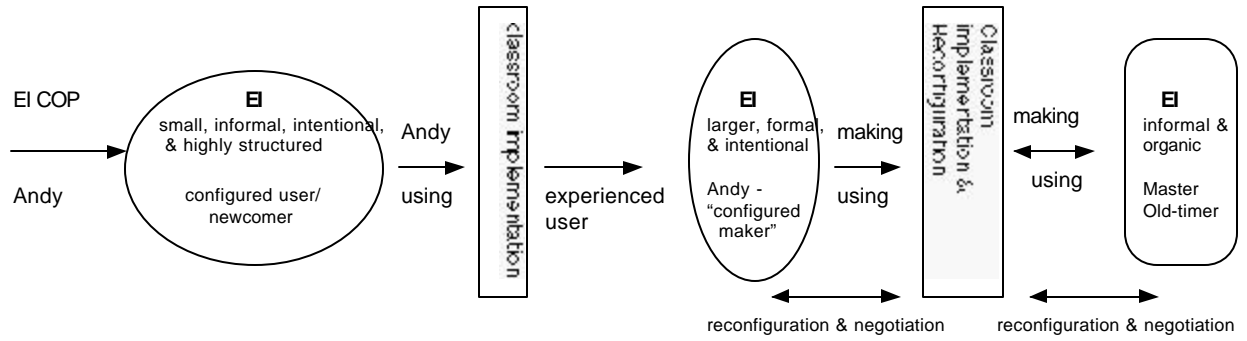 EI COP
Andy
EI
small, informal, intentional,
& highly structured
configured user/
newcomer
Andy
using
classroom implementation
experienced
user
EI
larger, formal,
& intentional
Andy -
“configured
maker”
making
using
Classroom
implementation &
Reconfiguration
making
using
EI
informal &
organic
Master
Old-timer
reconfiguration & negotiation
reconfiguration & negotiation